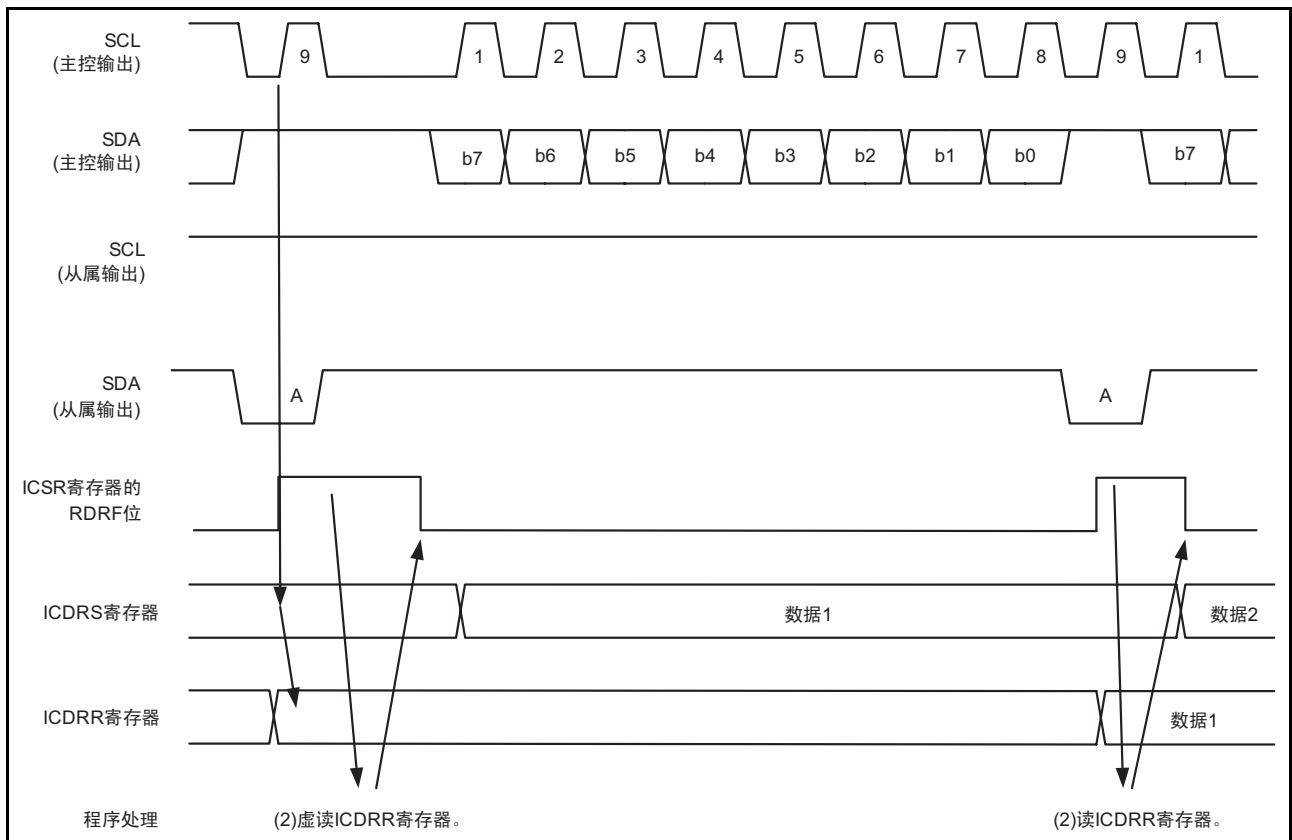 SCL
(主控输出)
9
1
2
3
4
5
6
7
8
9
1
SDA
(主控输出)
b7
b6
b5
b4
b3
b2
b1
b0
b7
SCL
(从属输出)
SDA
(从属输出)
A
A
ICSR寄存器的
RDRF位
ICDRS寄存器
数据1
数据2
ICDRR寄存器
数据1
程序处理
(2)虚读ICDRR寄存器。
(2)读ICDRR寄存器。